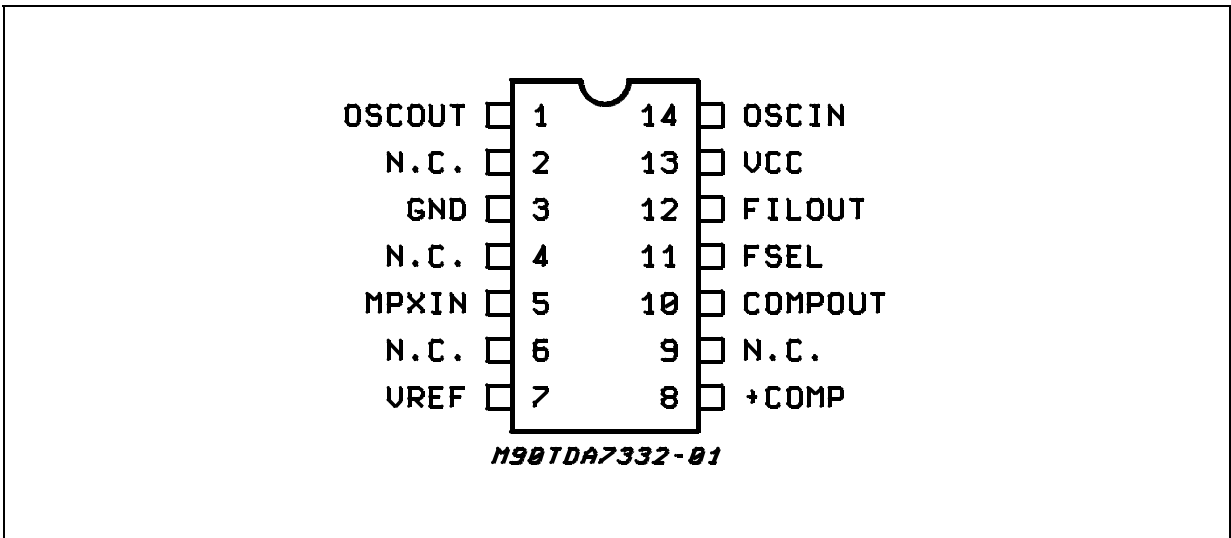 OSCOUT 1 14 OSCIN
N.C. 2 13 VCC
GND 3 12 FILOUT
N.C. 4 11 FSEL
MPXIN 5 10 COMPOUT
N.C. 6 9 N.C.
VREF 7 8 +COMP
M90TDA7332-01